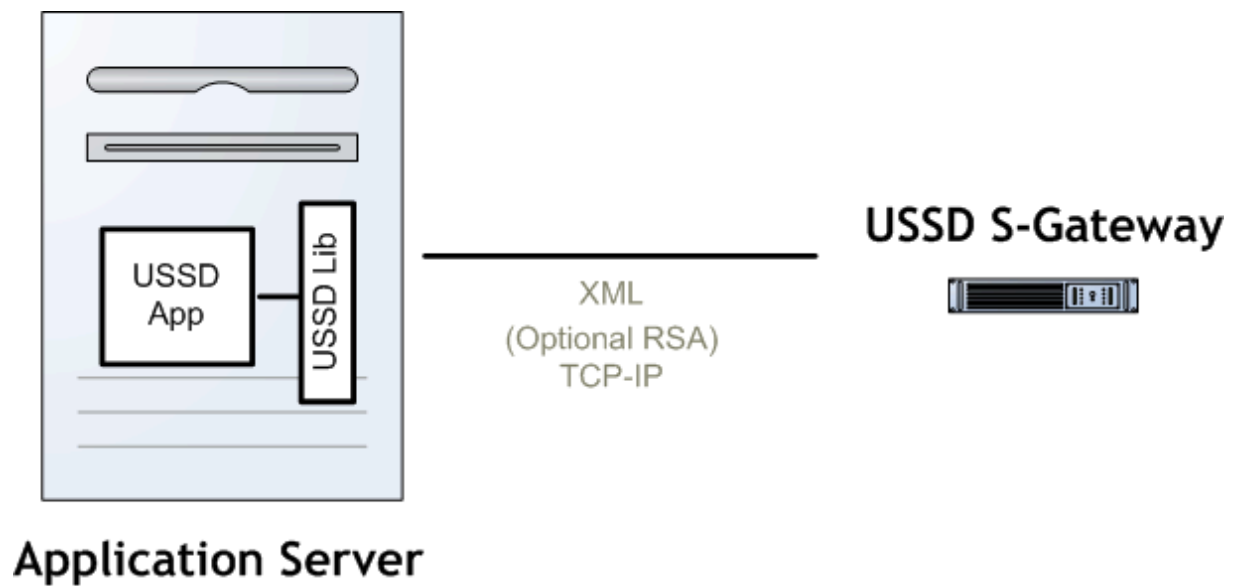 USSD
App
USSD Lib
XML
(Optional RSA)
TCP-IP
USSD S-Gateway
Application Server